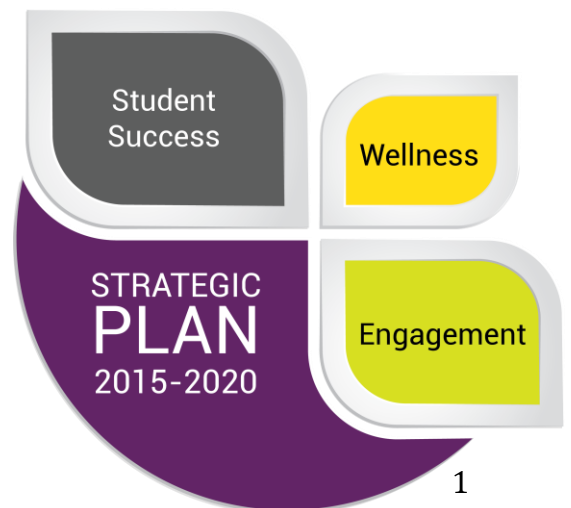 Student
Success
Wellness
STRATEGIC
PLAN
2015-2020
Engagement
1